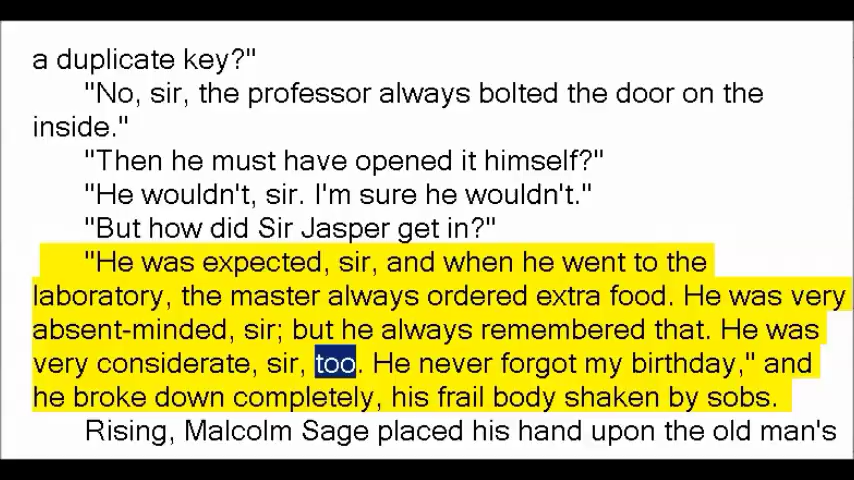 a duplicate key?"
"No, sir, the professor always bolted the door on the
inside."
"Then he must have opened it himself?"
"He wouldn't, sir. I'm sure he wouldn't."
"But how did Sir Jasper get in?"
"He was expected, sir, and when he went to the
laboratory, the master always ordered extra food. He was very
absent-minded, sir; but he always remembered that. He was
very considerate, sir, too. He never forgot my birthday," and
he broke down completely, his frail body shaken by sobs.
Rising, Malcolm Sage placed his hand upon the old man's